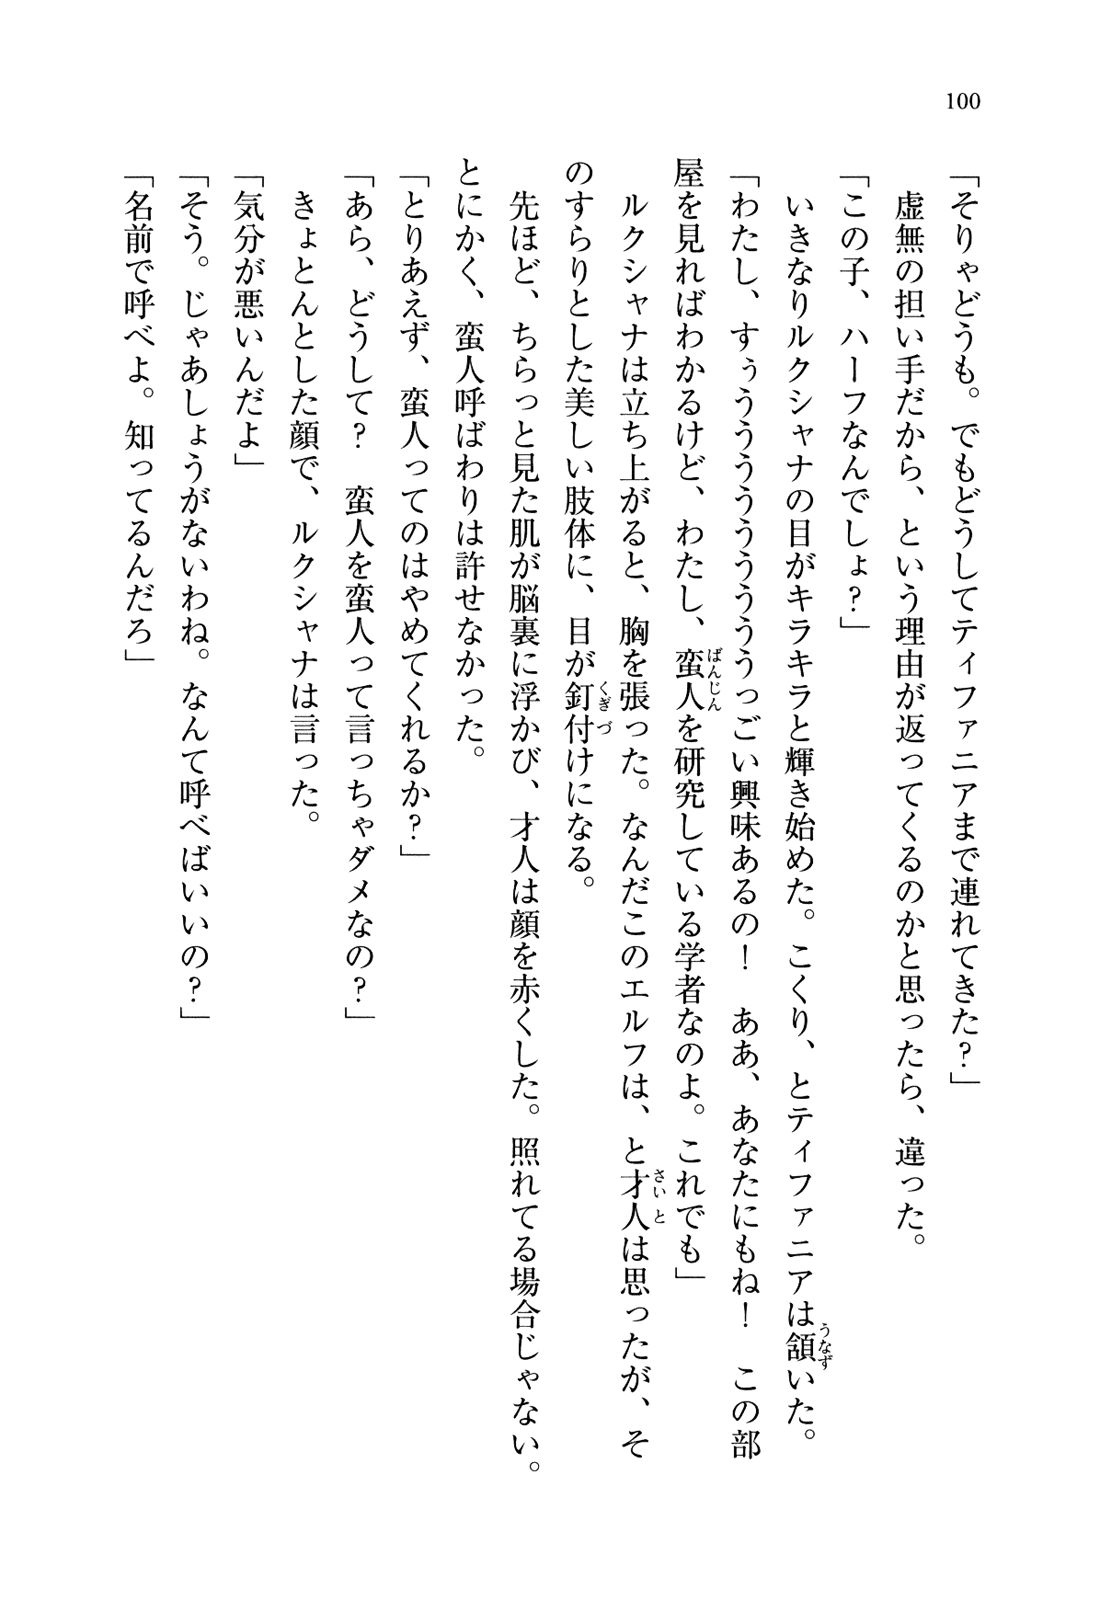 100
「そりゃどうも。でもどうしてティファニアまで連れてきた？」
虚無の担い手だから、という理由が返ってくるのかと思ったら、違った。
「この子、ハーフなんでしょ？」
いきなりルクシャナの目がキラキラと輝き始めた。こくり、とティファニアは頷いた。
うなず
「わたし、すぅうううううううううっごい興味あるの！　ああ、あなたにもね！　この部
屋を見ればわかるけど、わたし、蛮人を研究している学者なのよ。これでも」
ばんじん
ルクシャナは立ち上がると、胸を張った。なんだこのエルフは、と才人は思ったが、そ
さいと
のすらりとした美しい肢体に、目が釘付けになる。
くぎづ
先ほど、ちらっと見た肌が脳裏に浮かび、才人は顔を赤くした。照れてる場合じゃない。
とにかく、蛮人呼ばわりは許せなかった。
「とりあえず、蛮人ってのはやめてくれるか？」
「あら、どうして？　蛮人を蛮人って言っちゃダメなの？」
きょとんとした顔で、ルクシャナは言った。
「気分が悪いんだよ」
「そう。じゃあしょうがないわね。なんて呼べばいいの？」
「名前で呼べよ。知ってるんだろ」